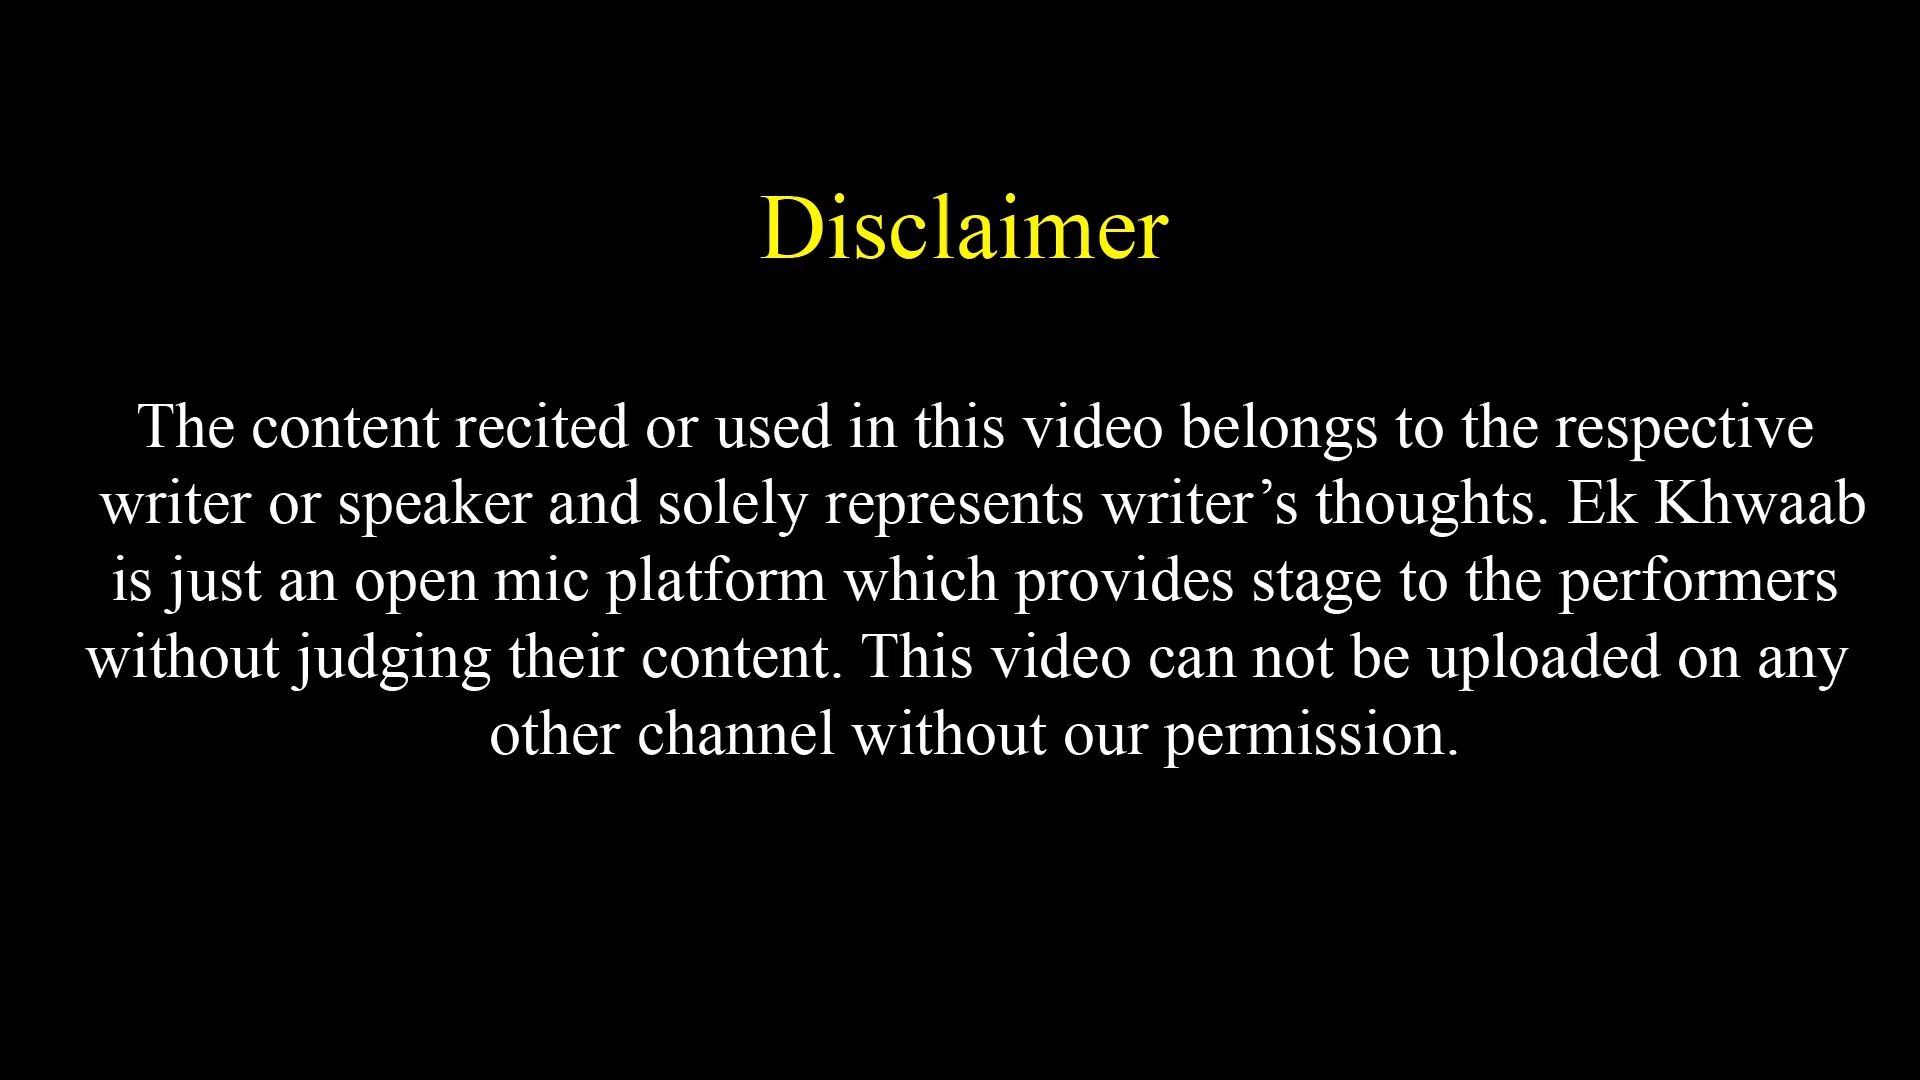 Disclaimer
The content recited or used in this video belongs to the respective
writer or speaker and solely represents writer’s thoughts. Ek Khwaab
is just an open mic platform which provides stage to the performers
without judging their content. This video can not be uploaded on any
other channel without our permission.